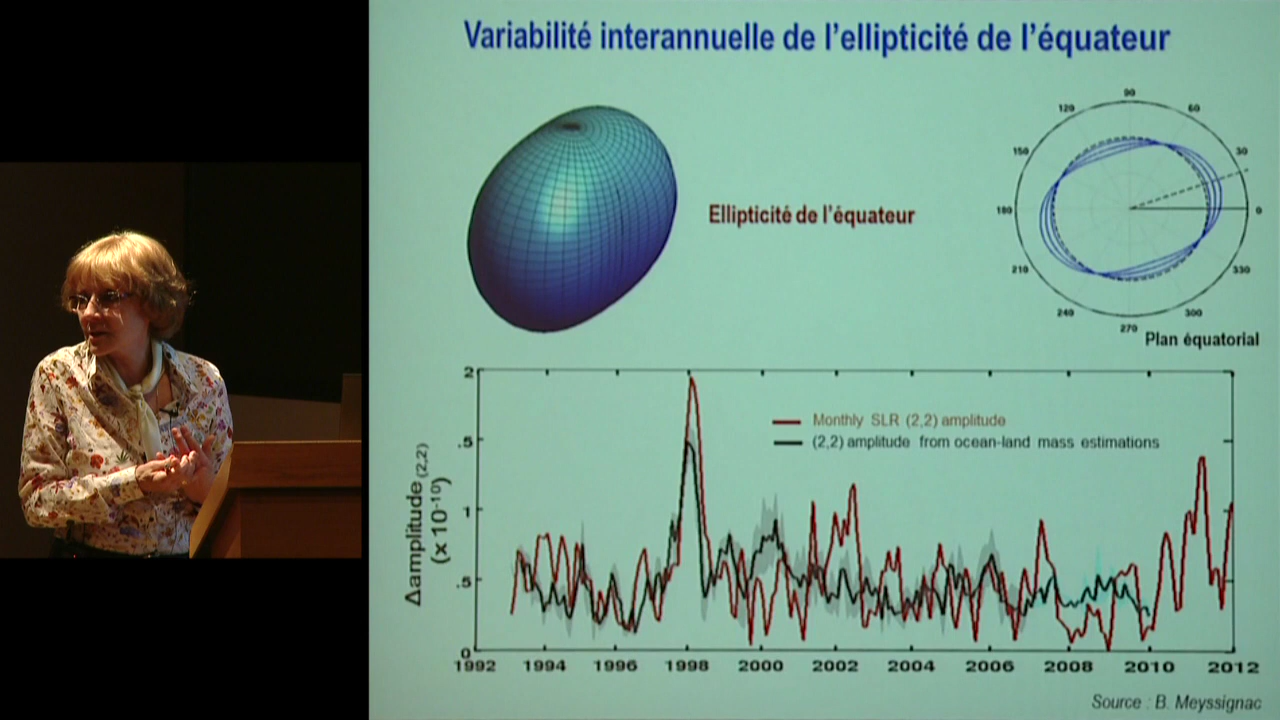 Variabilité interannuelle de l'ellipticité de l'équateur
Ellipticité de l'équateur
90
120
60
150
30
180
0
210
330
240
300
270
Plan équatorial
2
.5
1
.5
0
Δamplitude (2,2)
(x 10⁻¹⁰)
Monthly SLR (2,2) amplitude
(2,2) amplitude from ocean-land mass estimations
1992 1994 1996 1998 2000 2002 2004 2006 2008 2010 2012
Source : B. Meyssignac